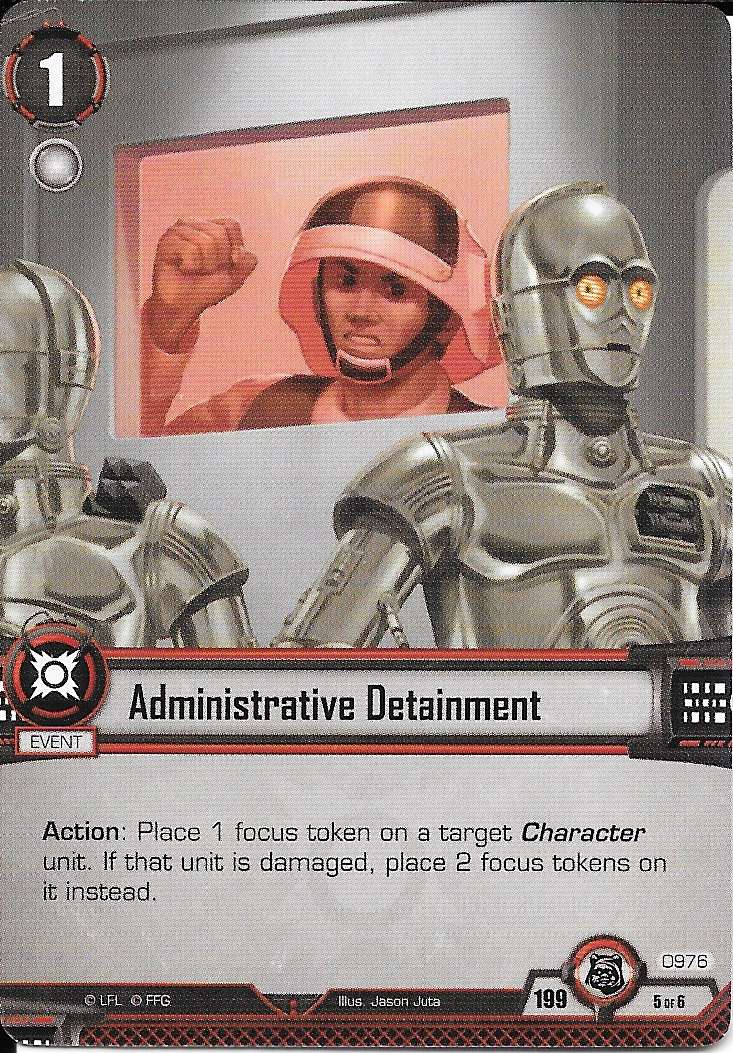 1
Administrative Detainment
EVENT
Action: Place 1 focus token on a target Character
unit. If that unit is damaged, place 2 focus tokens on
it instead.
0976
© LFL © FFG
Illus. Jason Juta
199
5 OF 6